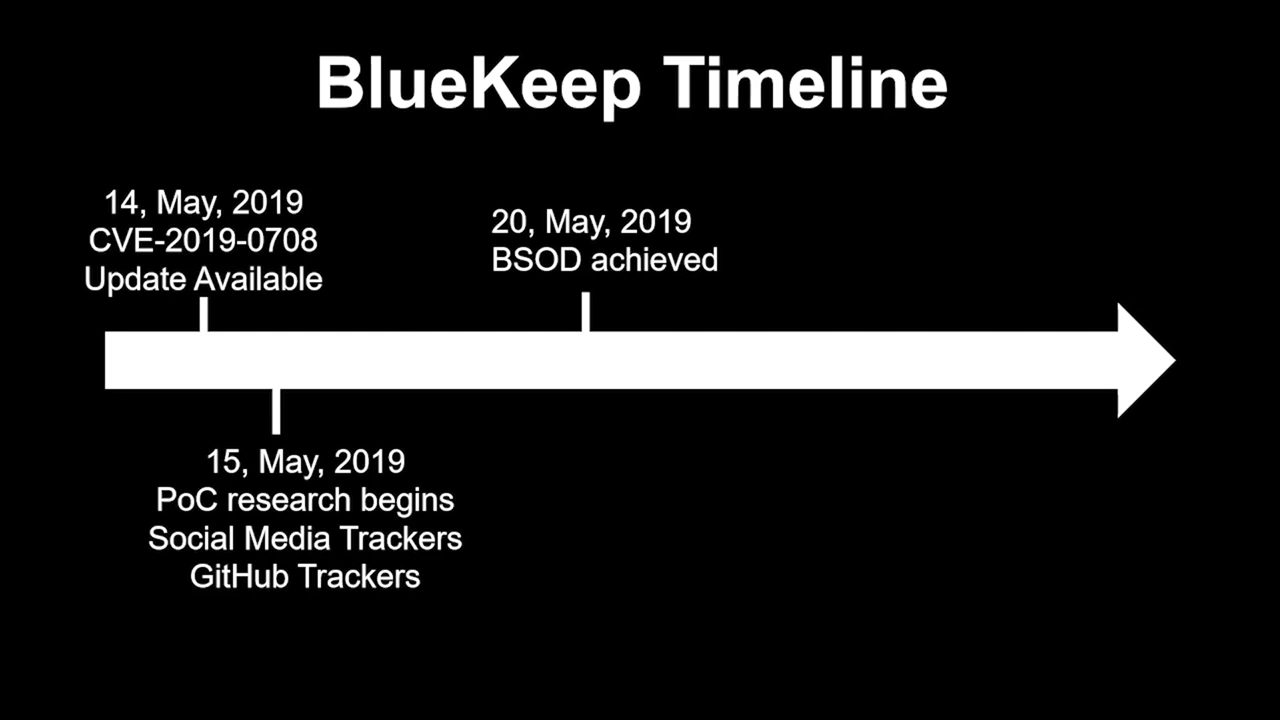 BlueKeep Timeline
14, May, 2019
CVE-2019-0708
Update Available
20, May, 2019
BSOD achieved
15, May, 2019
PoC research begins
Social Media Trackers
GitHub Trackers